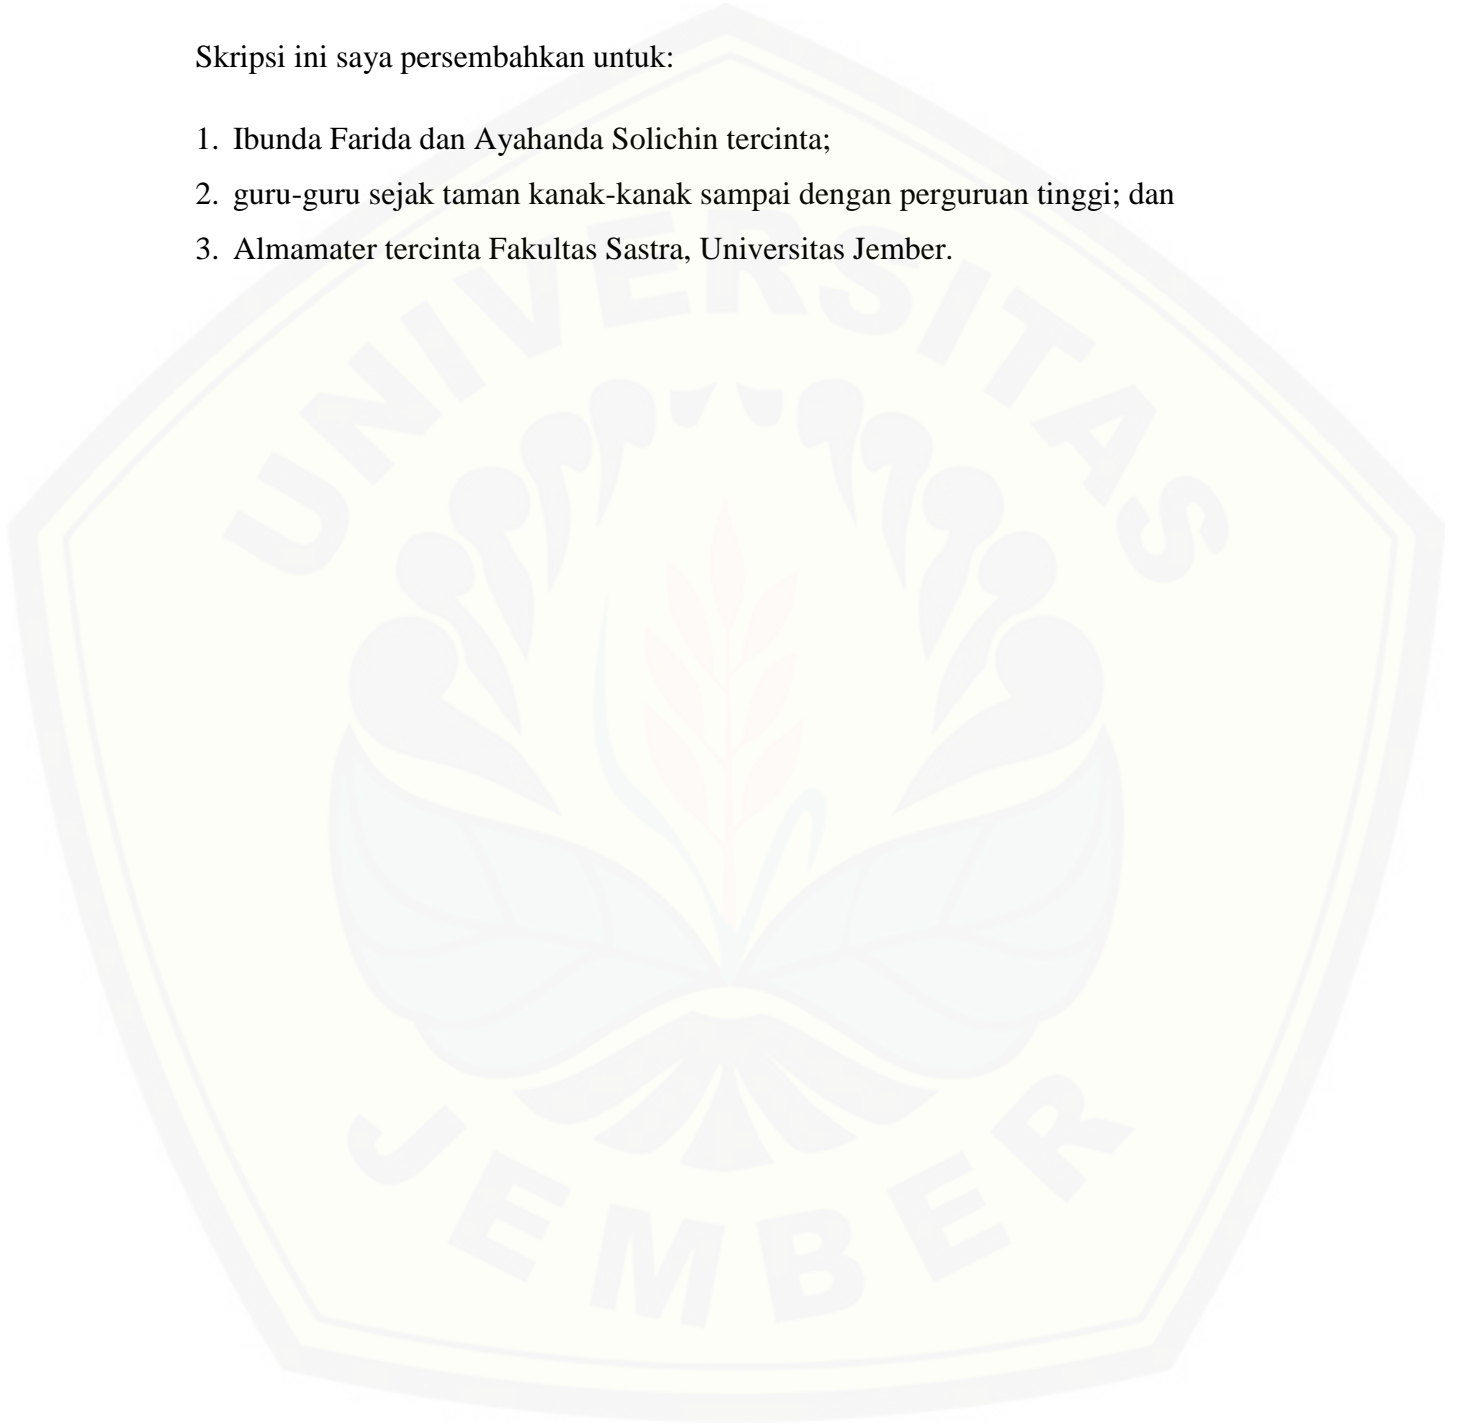 Skripsi ini saya persembahkan untuk:
1. Ibunda Farida dan Ayahanda Solichin tercinta;
2. guru-guru sejak taman kanak-kanak sampai dengan perguruan tinggi; dan
3. Almamater tercinta Fakultas Sastra, Universitas Jember.
UNIVERSITAS
JEMBER